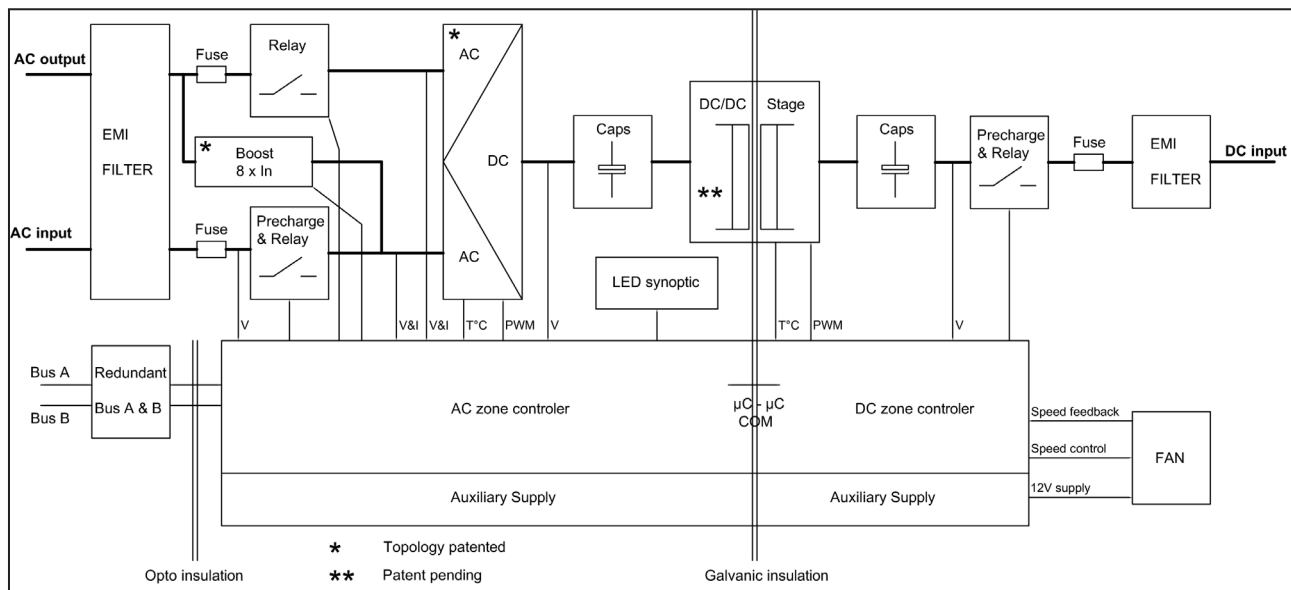 AC output
EMI
FILTER
Fuse
Relay
*
AC
DC
AC
*
Boost
8 x In
AC input
Fuse
Precharge
& Relay
Caps
DC/DC
Stage
**
Caps
Precharge
& Relay
Fuse
EMI
FILTER
DC input
LED synoptic
V
V&I
V&I
T°C
PWM
V
T°C
PWM
V
Bus A
Bus B
Redundant
Bus A & B
AC zone controler
µC - µC
COM
DC zone controler
Speed feedback
Speed control
12V supply
FAN
Auxiliary Supply
Auxiliary Supply
* Topology patented
** Patent pending
Opto insulation
Galvanic insulation